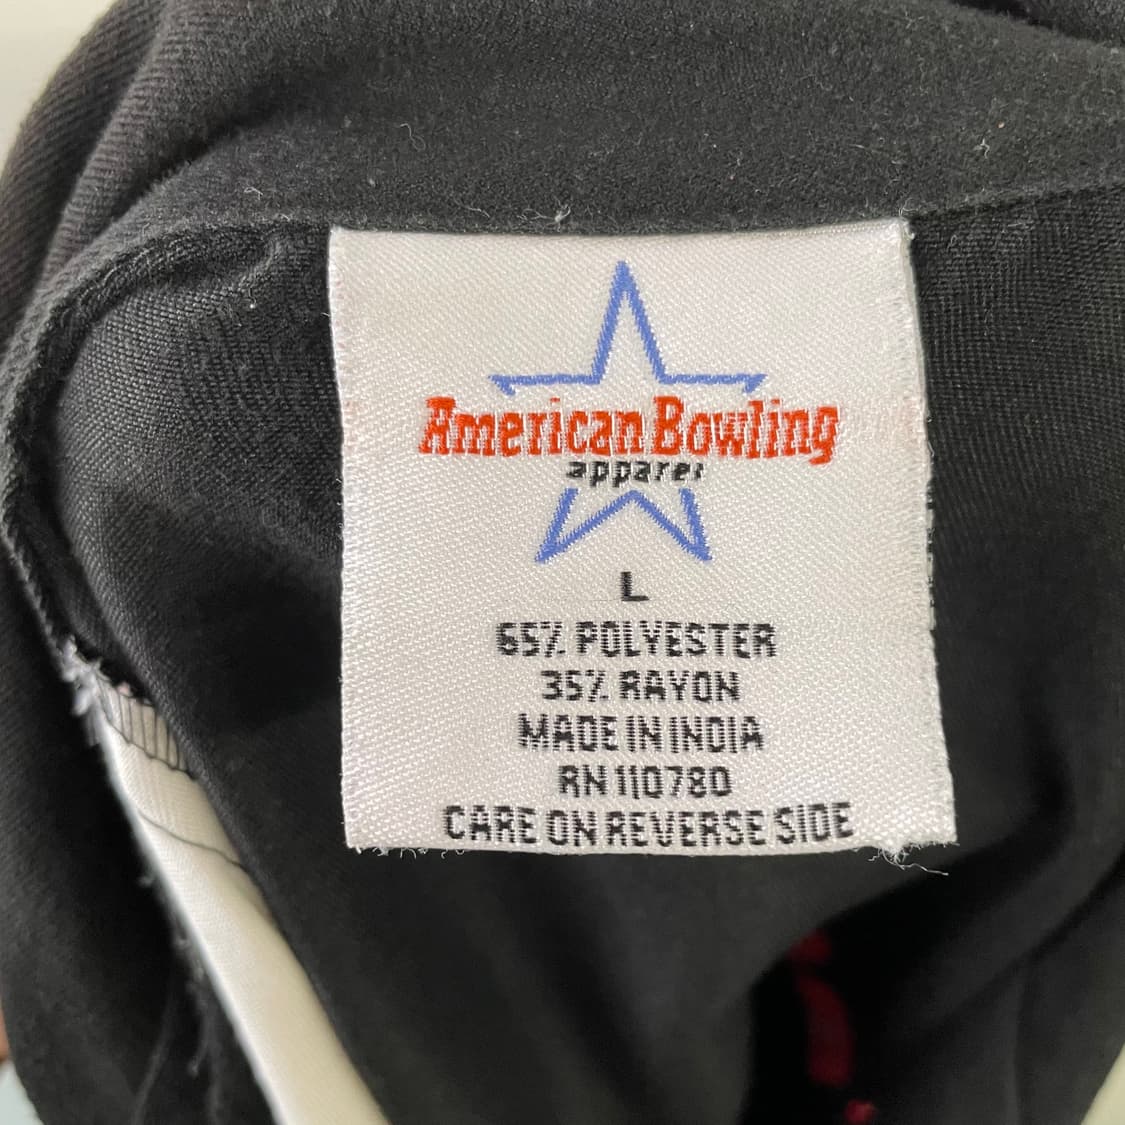 American Bowling
apparel
L
65% POLYESTER
35% RAYON
MADE IN INDIA
RN 110780
CARE ON REVERSE SIDE